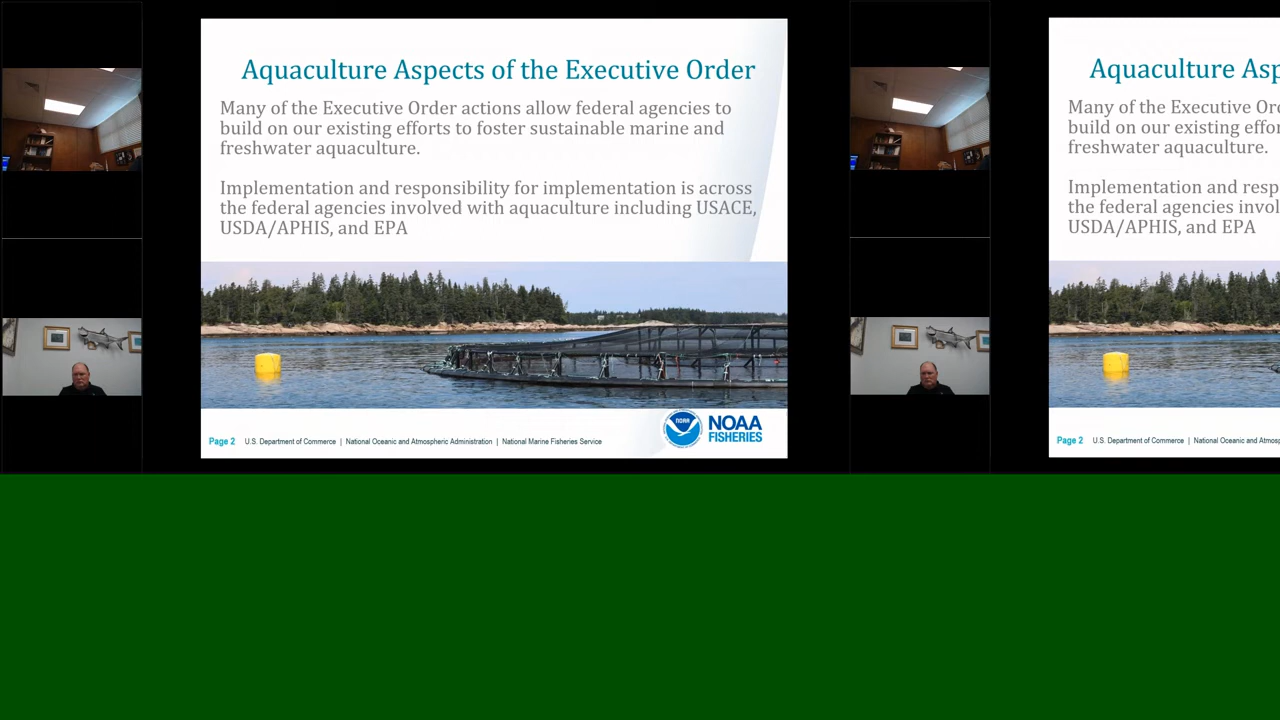 Aquaculture Aspects of the Executive Order
Many of the Executive Order actions allow federal agencies to
build on our existing efforts to foster sustainable marine and
freshwater aquaculture.
Implementation and responsibility for implementation is across
the federal agencies involved with aquaculture including USACE,
USDA/APHIS, and EPA
NOAA
FISHERIES
Page 2 U.S. Department of Commerce | National Oceanic and Atmospheric Administration | National Marine Fisheries Service
Aquaculture Asp
Many of the Executive Orc
build on our existing effor
freshwater aquaculture.
Implementation and resp
the federal agencies invol
USDA/APHIS, and EPA
Page 2 U.S. Department of Commerce | National Oceanic and Atmosp